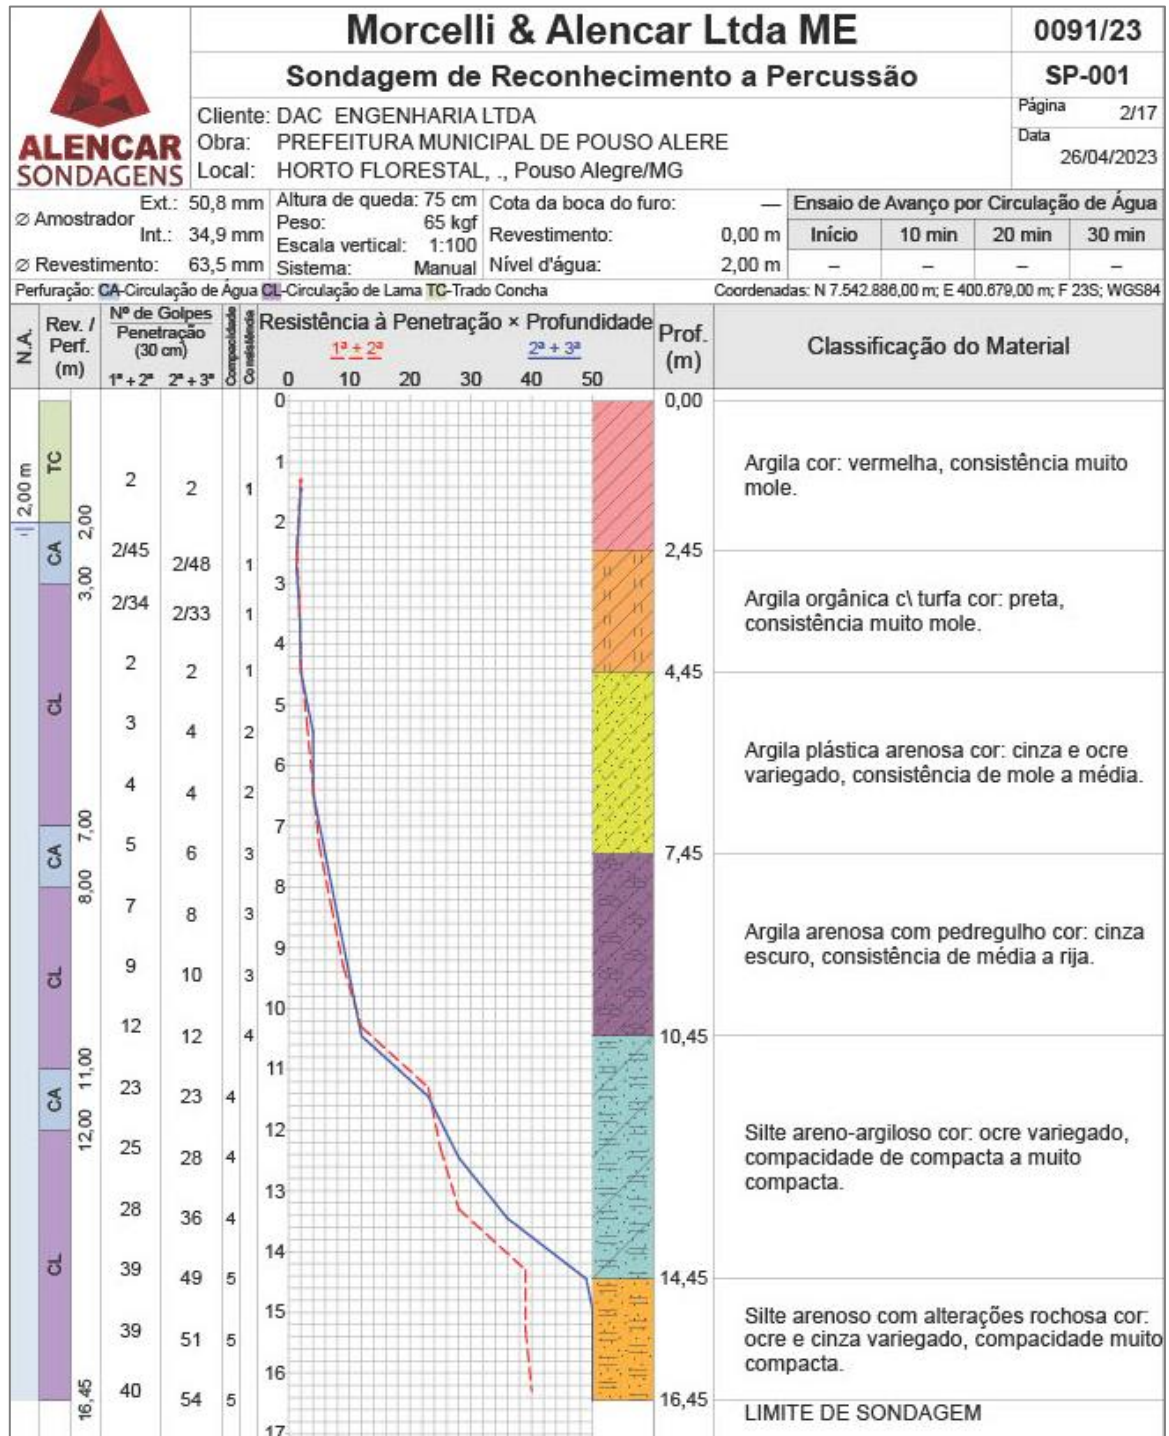 Morcelli & Alencar Ltda ME
0091/23
Sondagem de Reconhecimento a Percussão
SP-001
ALENCAR
SONDAGENS
Cliente: DAC ENGENHARIA LTDA
Obra: PREFEITURA MUNICIPAL DE POUSO ALERE
Local: HORTO FLORESTAL, ., Pouso Alegre/MG
Página 2/17
Data
26/04/2023
Ø Amostrador Ext.: 50,8 mm
Int.: 34,9 mm
Ø Revestimento: 63,5 mm
Altura de queda: 75 cm
Peso: 65 kgf
Escala vertical: 1:100
Sistema: Manual
Cota da boca do furo: —
Revestimento: 0,00 m
Nível d'água: 2,00 m
Ensaio de Avanço por Circulação de Água
Início 10 min 20 min 30 min
– – – –
Perfuração: CA-Circulação de Água CL-Circulação de Lama TC-Trado Concha
Coordenadas: N 7.542.886,00 m; E 400.679,00 m; F 23S; WGS84
N.A.
Rev. /
Perf.
(m)
Nº de Golpes
Penetração
(30 cm)
1ª + 2ª 2ª + 3ª
Compacidade
Consistência
Resistência à Penetração × Profundidade
1ª + 2ª 2ª + 3ª
0 10 20 30 40 50
Prof.
(m)
Classificação do Material
2,00 m
TC
2,00
CA
3,00
CL
7,00
CA
8,00
CL
11,00
CA
12,00
CL
16,45
2 2 1
2/45 2/48 1
2/34 2/33 1
2 2 1
3 4 2
4 4 2
5 6 3
7 8 3
9 10 3
12 12 4
23 23 4
25 28 4
28 36 4
39 49 5
39 51 5
40 54 5
0
1
2
3
4
5
6
7
8
9
10
11
12
13
14
15
16
17
0,00
Argila cor: vermelha, consistência muito
mole.
2,45
Argila orgânica c\ turfa cor: preta,
consistência muito mole.
4,45
Argila plástica arenosa cor: cinza e ocre
variegado, consistência de mole a média.
7,45
Argila arenosa com pedregulho cor: cinza
escuro, consistência de média a rija.
10,45
Silte areno-argiloso cor: ocre variegado,
compacidade de compacta a muito
compacta.
14,45
Silte arenoso com alterações rochosa cor:
ocre e cinza variegado, compacidade muito
compacta.
16,45
LIMITE DE SONDAGEM